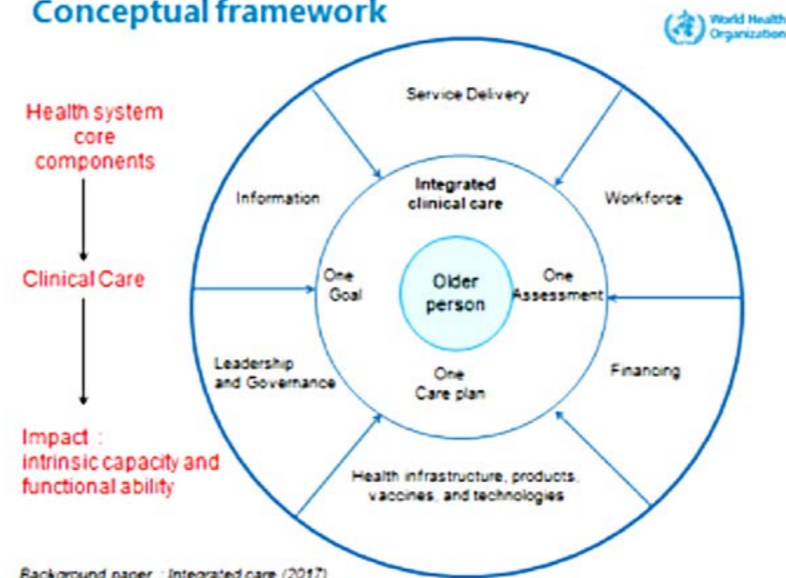 Conceptual framework
World Health
Organization
Health system
core
components
Clinical Care
Impact :
intrinsic capacity and
functional ability
Service Delivery
Information
Integrated
clinical care
Workforce
One
Goal
Older
person
One
Assessment
Leadership
and Governance
One
Care plan
Financing
Health infrastructure, products,
vaccines, and technologies
Background paper : Integrated care (2017)